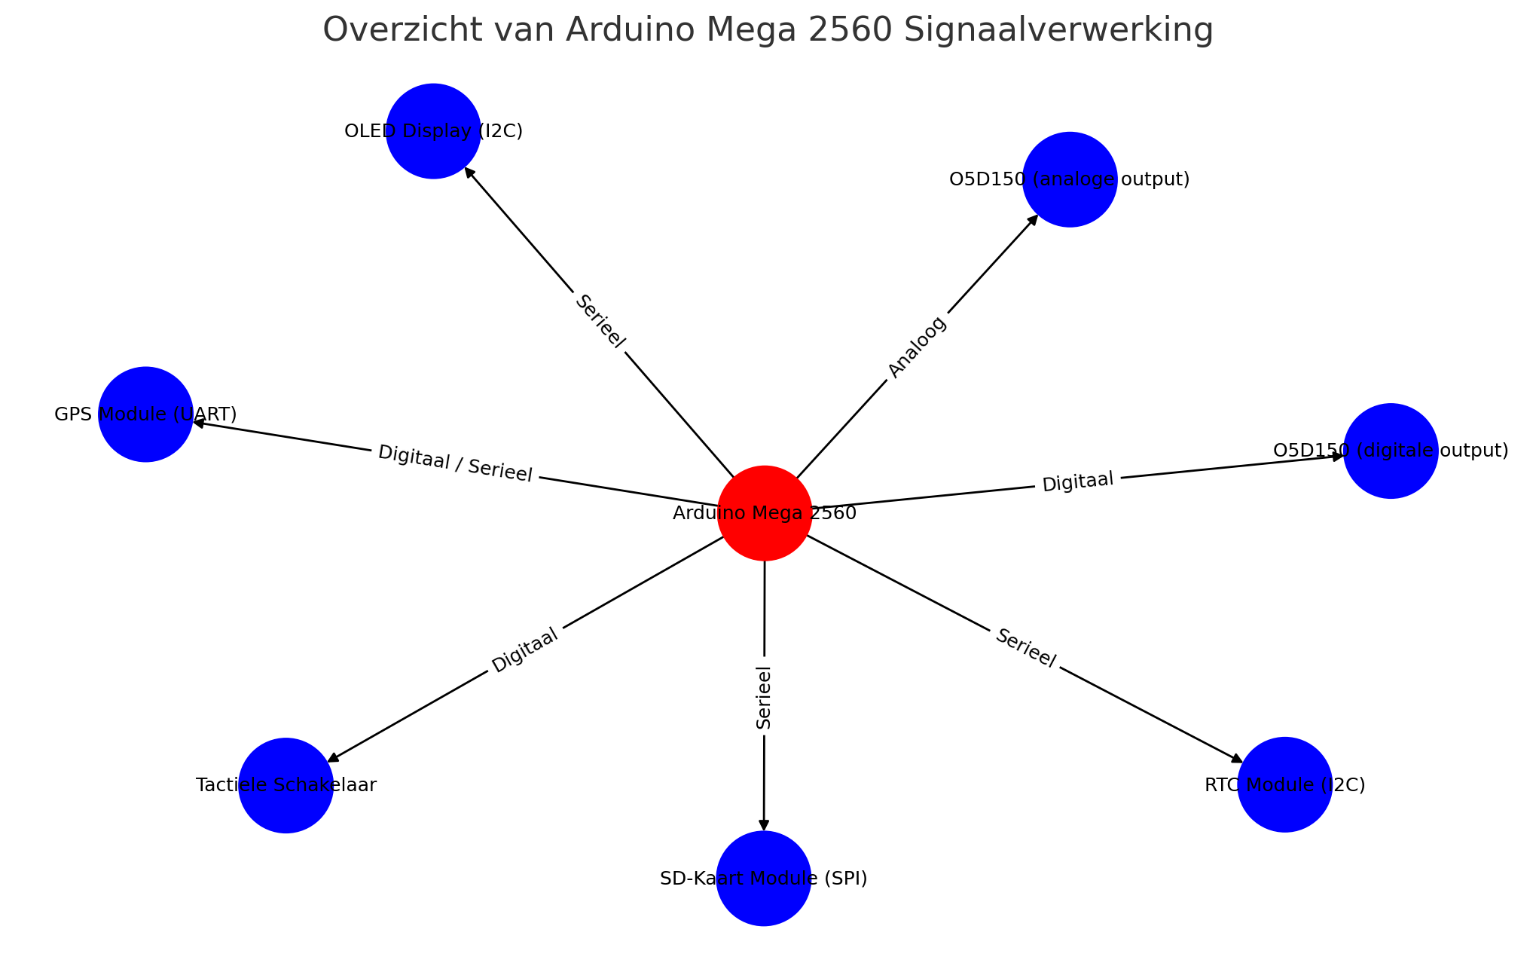 Overzicht van Arduino Mega 2560 Signaalverwerking
OLED Display (I2C)
O5D150 (analoge output)
Serieel
Analoog
GPS Module (UART)
O5D150 (digitale output)
Digitaal / Serieel
Digitaal
Arduino Mega 2560
Digitaal
Serieel
Serieel
Tactiele Schakelaar
RTC Module (I2C)
SD-Kaart Module (SPI)